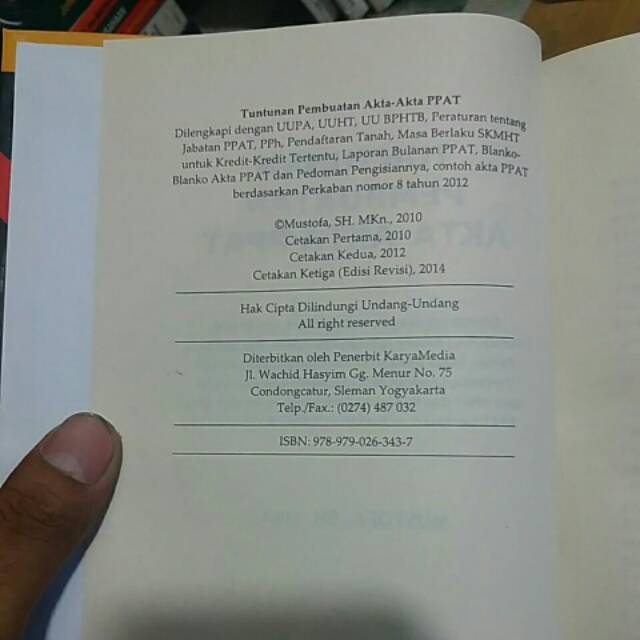 Tuntunan Pembuatan Akta-Akta PPAT
Dilengkapi dengan UUPA, UUHT, UU BPHTB, Peraturan tentang
Jabatan PPAT, PPh, Pendaftaran Tanah, Masa Berlaku SKMHT
untuk Kredit-Kredit Tertentu, Laporan Bulanan PPAT, Blanko-
Blanko Akta PPAT dan Pedoman Pengisiannya, contoh akta PPAT
berdasarkan Perkaban nomor 8 tahun 2012
©Mustofa, SH. MKn., 2010
Cetakan Pertama, 2010
Cetakan Kedua, 2012
Cetakan Ketiga (Edisi Revisi), 2014
Hak Cipta Dilindungi Undang-Undang
All right reserved
Diterbitkan oleh Penerbit KaryaMedia
Jl. Wachid Hasyim Gg. Menur No. 75
Condongcatur, Sleman Yogyakarta
Telp./Fax.: (0274) 487 032
ISBN: 978-979-026-343-7